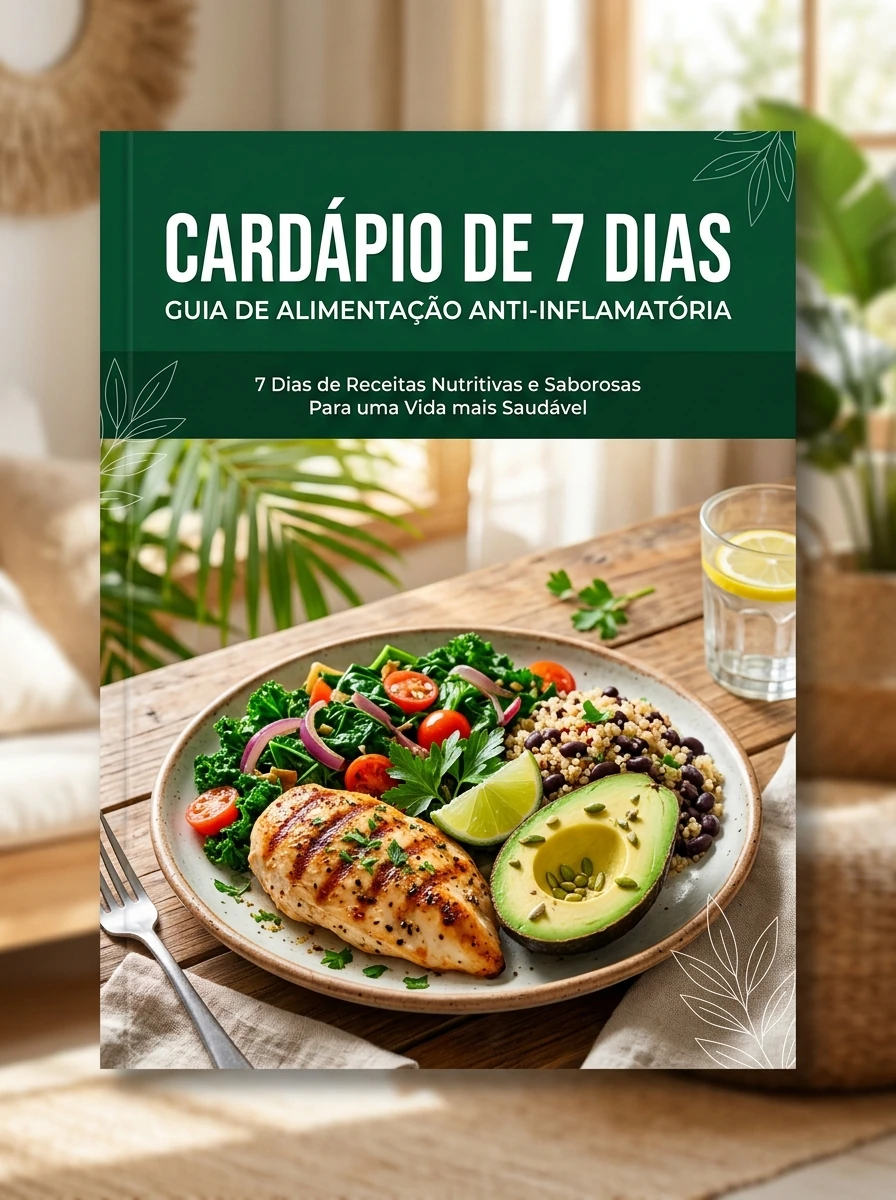 CARDÁPIO DE 7 DIAS
GUIA DE ALIMENTAÇÃO ANTI-INFLAMATÓRIA
7 Dias de Receitas Nutritivas e Saborosas
Para uma Vida mais Saudável